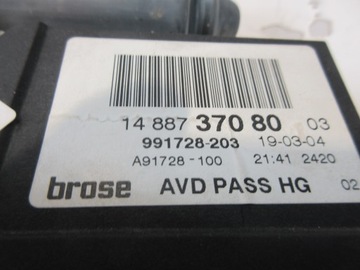 14 887 370 80 03
991728-203 19-03-04
A91728-100 21:41 2420
brose AVD PASS HG 02